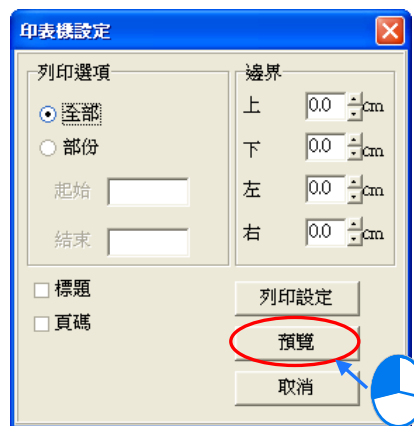 印表機設定
列印選項
全部
部份
起始
結束
邊界
上 0.0 cm
下 0.0 cm
左 0.0 cm
右 0.0 cm
標題
頁碼
列印設定
預覽
取消